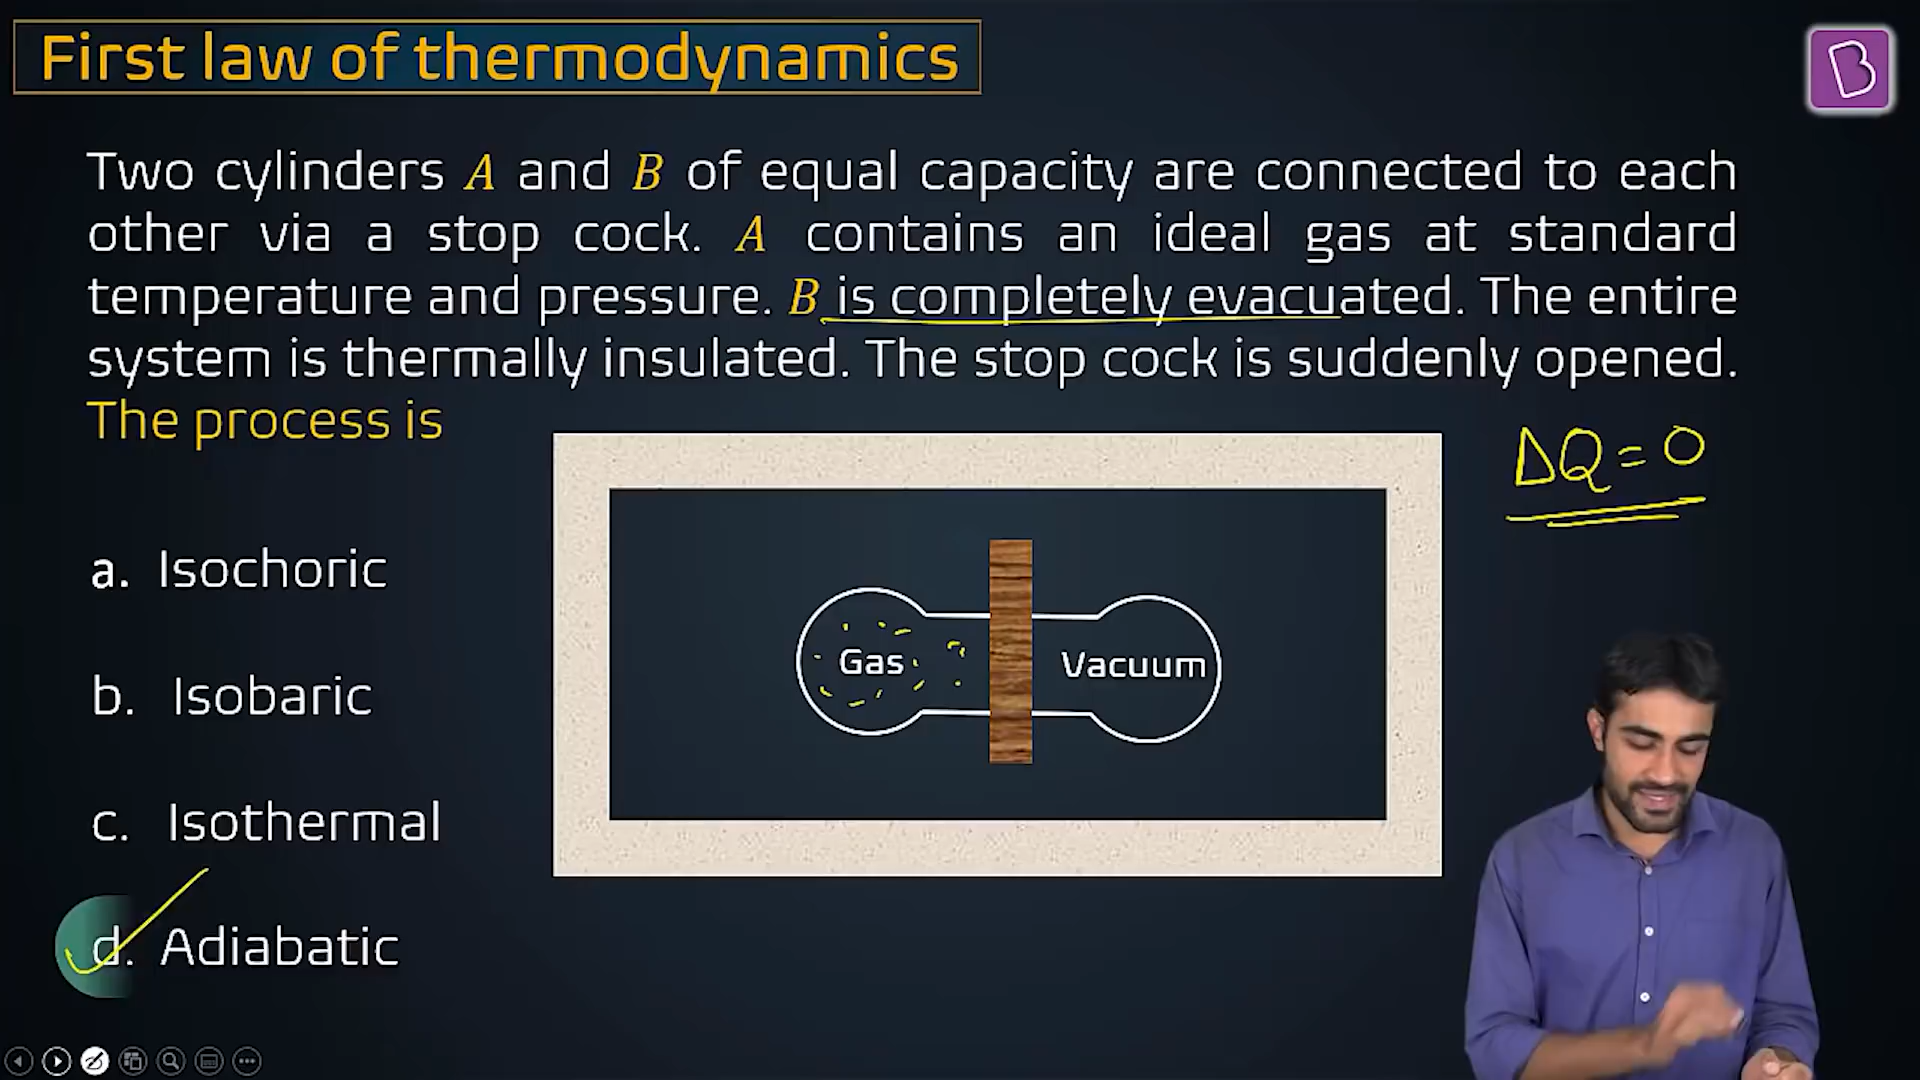 First law of thermodynamics
B
Two cylinders A and B of equal capacity are connected to each
other via a stop cock. A contains an ideal gas at standard
temperature and pressure. B is completely evacuated. The entire
system is thermally insulated. The stop cock is suddenly opened.
The process is
ΔQ = 0
a. Isochoric
b. Isobaric
c. Isothermal
d. Adiabatic
Gas
Vacuum